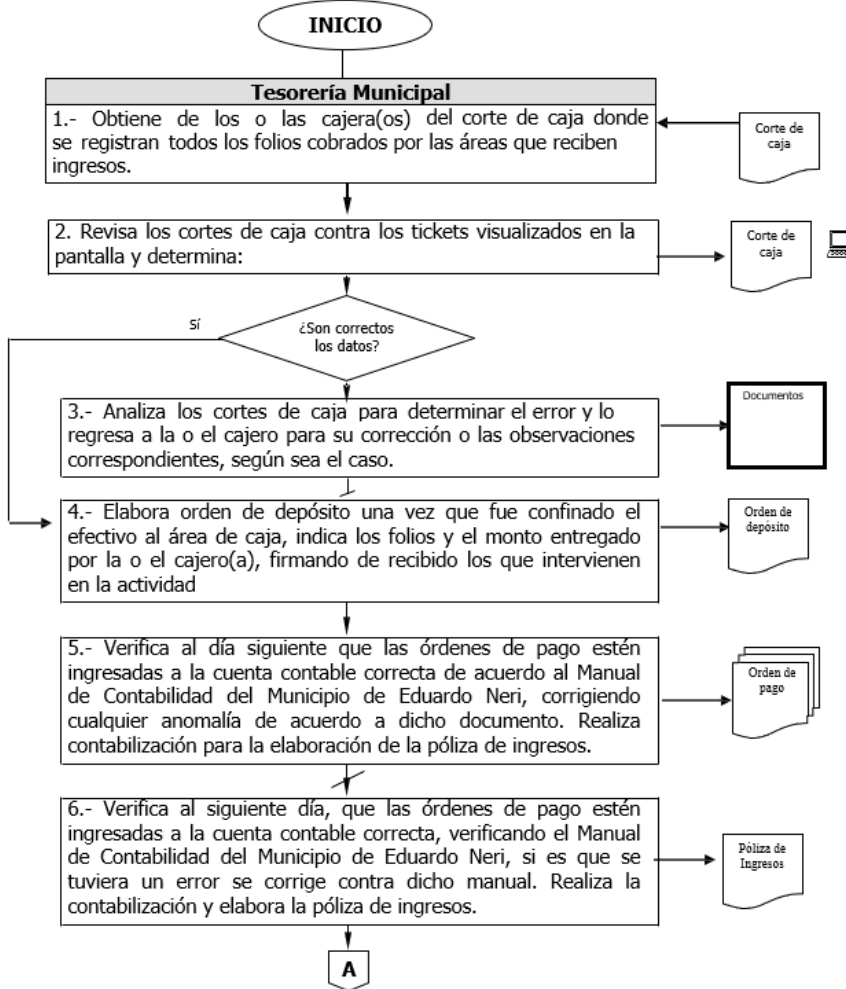 INICIO
Tesorería Municipal
1.- Obtiene de los o las cajera(os) del corte de caja donde
se registran todos los folios cobrados por las áreas que reciben
ingresos.
Corte de
caja
2. Revisa los cortes de caja contra los tickets visualizados en la
pantalla y determina:
Corte de
caja
Sí
¿Son correctos
los datos?
3.- Analiza los cortes de caja para determinar el error y lo
regresa a la o el cajero para su corrección o las observaciones
correspondientes, según sea el caso.
Documentos
4.- Elabora orden de depósito una vez que fue confinado el
efectivo al área de caja, indica los folios y el monto entregado
por la o el cajero(a), firmando de recibido los que intervienen
en la actividad
Orden de
depósito
5.- Verifica al día siguiente que las órdenes de pago estén
ingresadas a la cuenta contable correcta de acuerdo al Manual
de Contabilidad del Municipio de Eduardo Neri, corrigiendo
cualquier anomalía de acuerdo a dicho documento. Realiza
contabilización para la elaboración de la póliza de ingresos.
Orden de
pago
6.- Verifica al siguiente día, que las órdenes de pago estén
ingresadas a la cuenta contable correcta, verificando el Manual
de Contabilidad del Municipio de Eduardo Neri, si es que se
tuviera un error se corrige contra dicho manual. Realiza la
contabilización y elabora la póliza de ingresos.
Póliza de
Ingresos
A